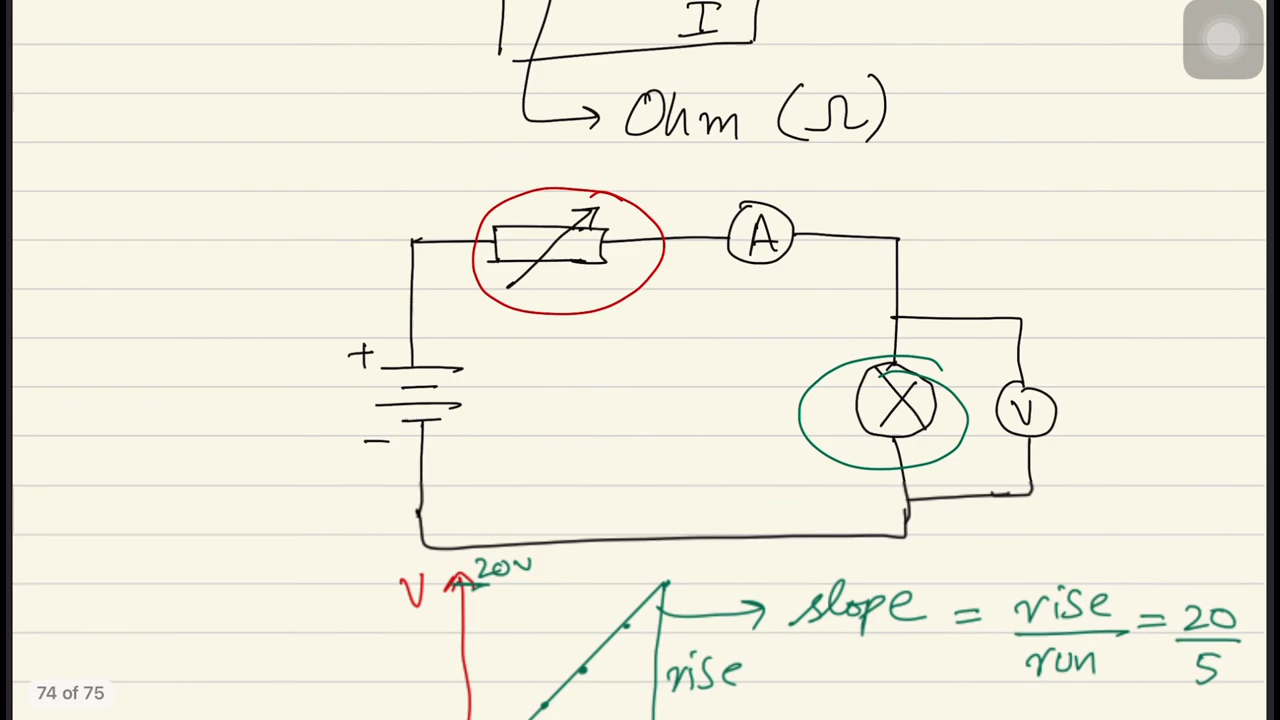 I
Ohm (Ω)
A
+
V
−
V 20V
slope = rise/run = 20/5
rise
74 of 75